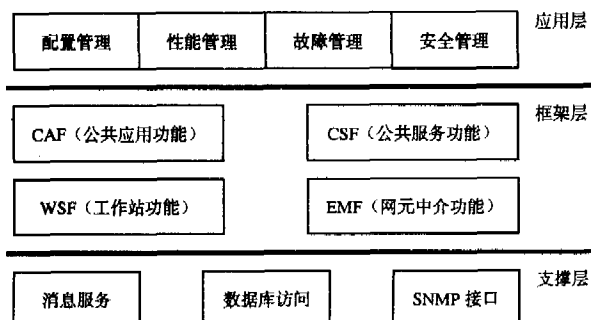 应用层
配置管理 性能管理 故障管理 安全管理
框架层
CAF（公共应用功能） CSF（公共服务功能）
WSF（工作站功能） EMF（网元中介功能）
支撑层
消息服务 数据库访问 SNMP 接口